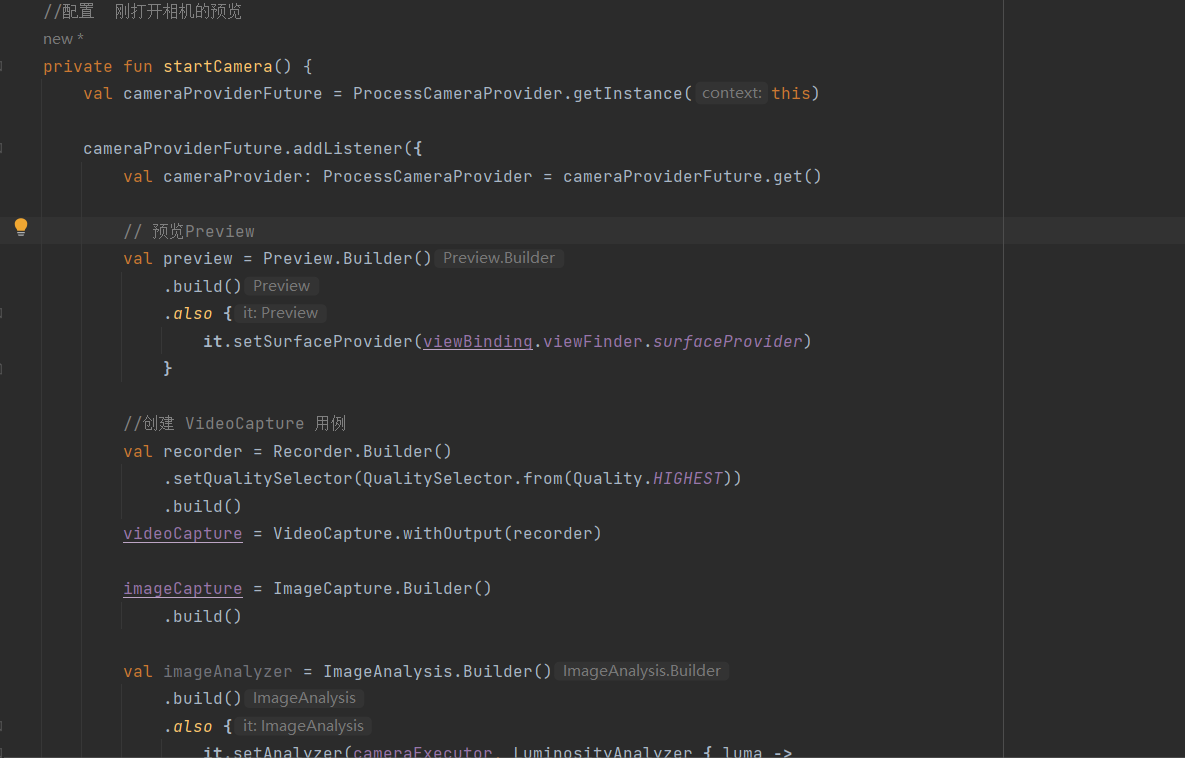 //配置  刚打开相机的预览
new *
private fun startCamera() {
val cameraProviderFuture = ProcessCameraProvider.getInstance( context: this)
cameraProviderFuture.addListener({
val cameraProvider: ProcessCameraProvider = cameraProviderFuture.get()
// 预览Preview
val preview = Preview.Builder() Preview.Builder
.build() Preview
.also { it: Preview
it.setSurfaceProvider(viewBinding.viewFinder.surfaceProvider)
}
//创建 VideoCapture 用例
val recorder = Recorder.Builder()
.setQualitySelector(QualitySelector.from(Quality.HIGHEST))
.build()
videoCapture = VideoCapture.withOutput(recorder)
imageCapture = ImageCapture.Builder()
.build()
val imageAnalyzer = ImageAnalysis.Builder() ImageAnalysis.Builder
.build() ImageAnalysis
.also { it: ImageAnalysis
it.setAnalyzer(cameraExecutor, LuminosityAnalyzer { luma ->